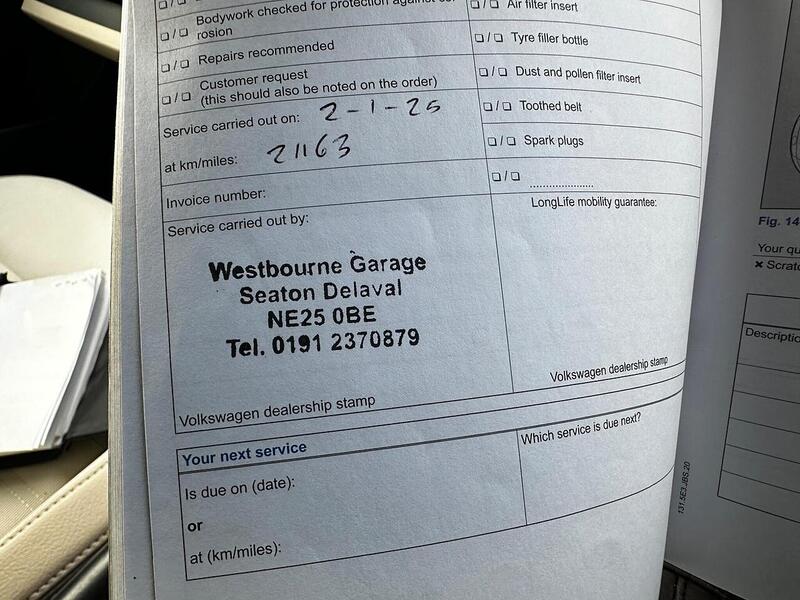 Bodywork checked for protection against cor-
rosion
❏ / ❏ Repairs recommended
❏ / ❏ Customer request
(this should also be noted on the order)
Service carried out on: 2-1-25
at km/miles: 21163
Invoice number:
Service carried out by:
Westbourne Garage
Seaton Delaval
NE25 0BE
Tel. 0191 2370879
Volkswagen dealership stamp
❏ / ❏ Air filter insert
❏ / ❏ Tyre filler bottle
❏ / ❏ Dust and pollen filter insert
❏ / ❏ Toothed belt
❏ / ❏ Spark plugs
❏ / ❏ ......................
LongLife mobility guarantee:
Volkswagen dealership stamp
Your next service
Is due on (date):
or
at (km/miles):
Which service is due next?
131.5E3.IBS.20
Fig. 14
Your qu
× Scratc
Descriptio